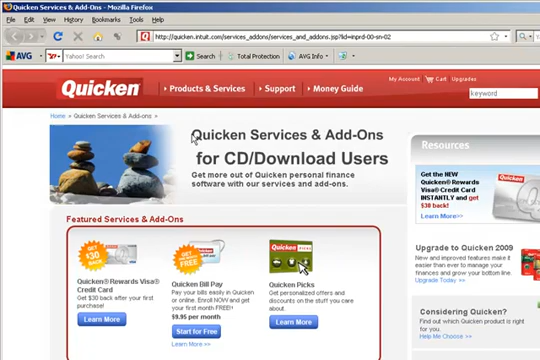 Quicken Services & Add-Ons - Mozilla Firefox
File Edit View History Bookmarks Tools Help
http://quicken.intuit.com/services_addons/services_and_addons.jsp?lid=inprd-00-sn-02
AVG Yahoo! Search Search Total Protection AVG Info
My Account Cart Upgrades
Quicken Products & Services Support Money Guide
keyword
Home » Quicken Services & Add-Ons »
Quicken Services & Add-Ons
for CD/Download Users
Get more out of Quicken personal finance
software with our services and add-ons.
Featured Services & Add-Ons
GET $30 BACK
Quicken Rewards Visa®
Credit Card
Get $30 back after your first
purchase!
Learn More
GET FREE
Quicken Bill Pay
Pay your bills easily in Quicken
or online. Enroll NOW and get
your first month FREE!!
$9.95 per month
Start for Free
Learn More >>
Quicken PICKS
Quicken Picks
Get personalized offers and
discounts on the stuff you care
about.
Learn More
Resources
Get the NEW
Quicken® Rewards
Visa® Credit Card
INSTANTLY and get
$30 back!
Learn More>>
Quicken
Upgrade to Quicken 2009
New and improved features make it
easier than ever to manage your
finances and grow your bottom line.
Upgrade Today >>
Considering Quicken?
Find out which Quicken product is
right for you.
Help Me Choose >>